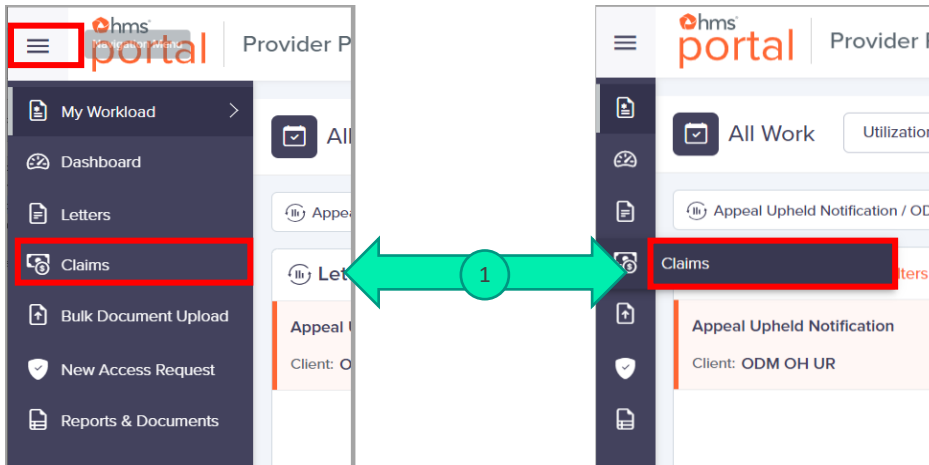 hms
Navigation Menu
portal
Provider P
My Workload
Dashboard
Letters
Claims
Bulk Document Upload
New Access Request
Reports & Documents
All
Appe
Let
Appeal
Client: O
1
hms
portal
Provider
All Work
Utilization
Appeal Upheld Notification / OD
Claims
lters
Appeal Upheld Notification
Client: ODM OH UR